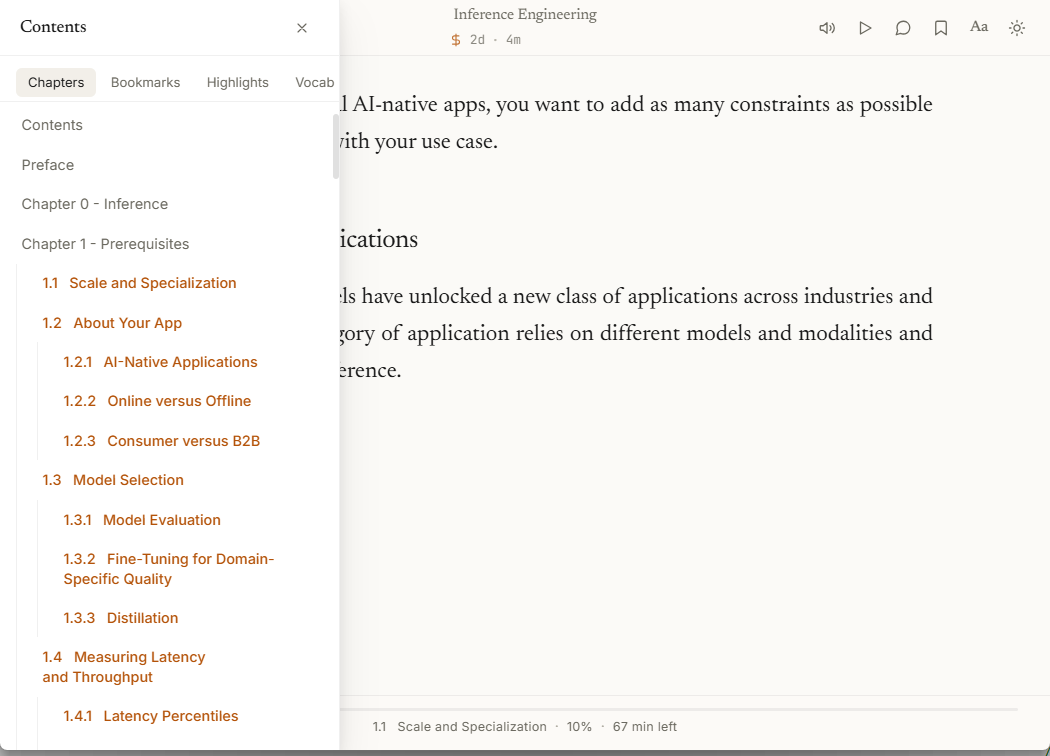 Contents
Inference Engineering
$ 2d · 4m
Aa
Chapters Bookmarks Highlights Vocab
Contents
Preface
Chapter 0 - Inference
Chapter 1 - Prerequisites
1.1 Scale and Specialization
1.2 About Your App
1.2.1 AI-Native Applications
1.2.2 Online versus Offline
1.2.3 Consumer versus B2B
1.3 Model Selection
1.3.1 Model Evaluation
1.3.2 Fine-Tuning for Domain-
Specific Quality
1.3.3 Distillation
1.4 Measuring Latency
and Throughput
1.4.1 Latency Percentiles
AI-native apps, you want to add as many constraints as possible
with your use case.
ications
els have unlocked a new class of applications across industries and
gory of application relies on different models and modalities and
erence.
1.1 Scale and Specialization · 10% · 67 min left